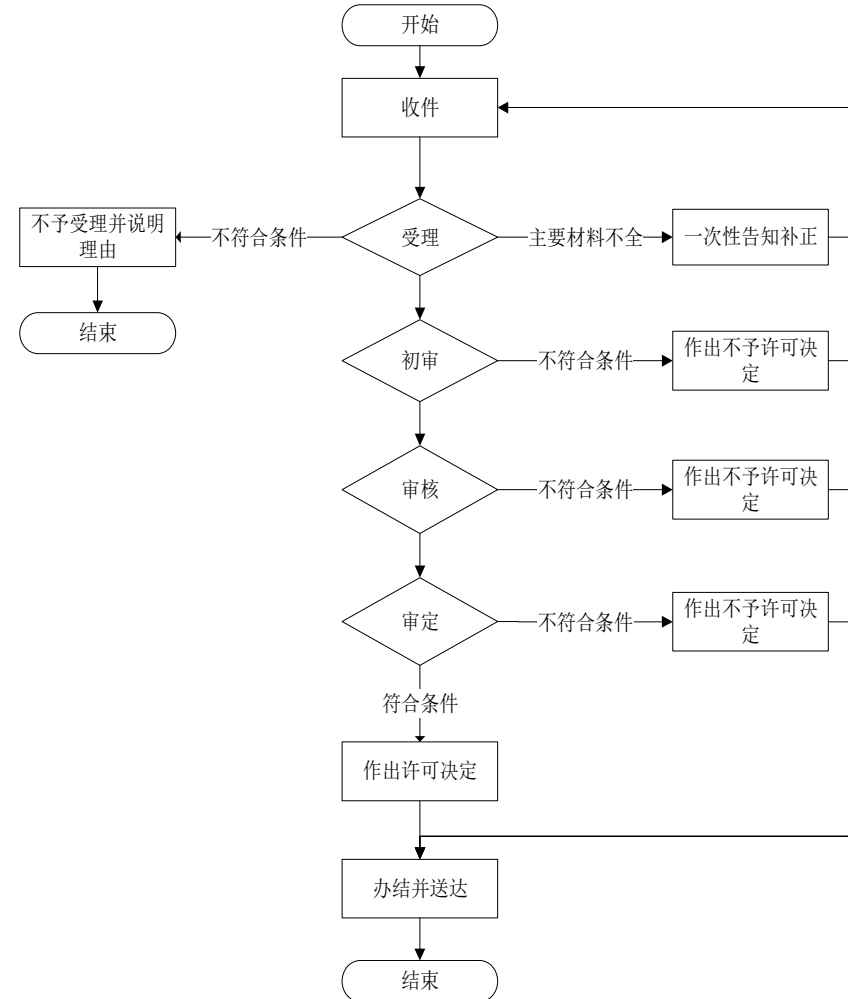 开始
收件
不予受理并说明
理由
不符合条件
受理
主要材料不全
一次性告知补正
结束
初审
不符合条件
作出不予许可决
定
审核
不符合条件
作出不予许可决
定
审定
不符合条件
作出不予许可决
定
符合条件
作出许可决定
办结并送达
结束